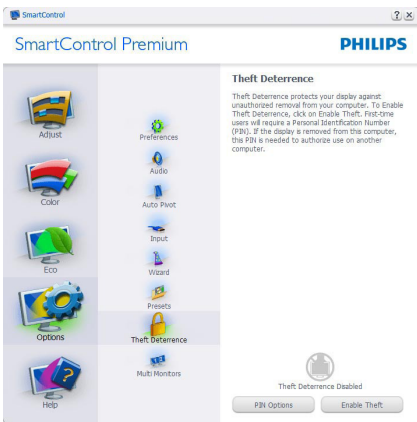 SmartControl
SmartControl Premium
PHILIPS
Adjust
Color
Eco
Options
Help
Preferences
Audio
Auto Pivot
Input
Wizard
Presets
Theft Deterrence
Multi Monitors
Theft Deterrence
Theft Deterrence protects your display against
unauthorized removal from your computer. To Enable
Theft Deterrence, click on Enable Theft. First-time
users will require a Personal Identification Number
(PIN). If the display is removed from this computer,
this PIN is needed to authorize use on another
computer.
Theft Deterrence Disabled
PIN Options
Enable Theft